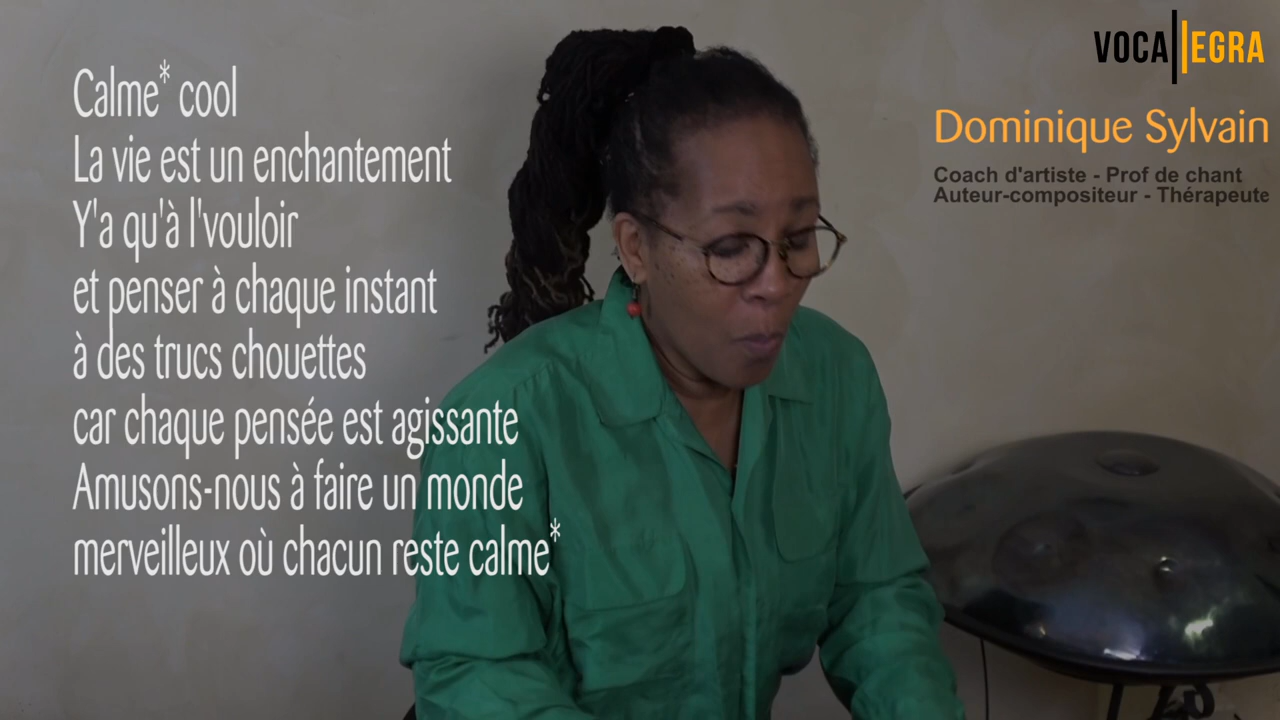 Calme* cool
La vie est un enchantement
Y'a qu'à l'vouloir
et penser à chaque instant
à des trucs chouettes
car chaque pensée est agissante
Amusons-nous à faire un monde
merveilleux où chacun reste calme*
VOCALLEGRA
Dominique Sylvain
Coach d'artiste - Prof de chant
Auteur-compositeur - Thérapeute